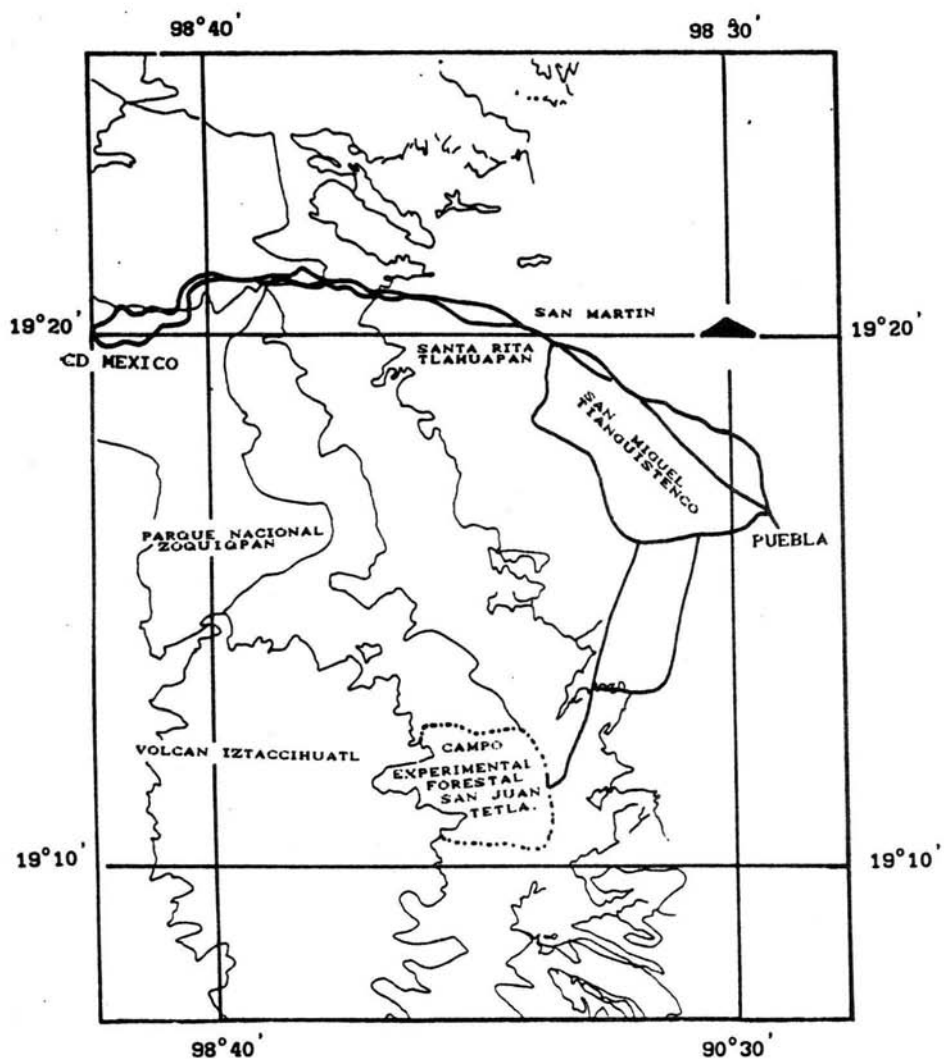 98°40'
98°30'
19°20'
SAN MARTIN
19°20'
CD MEXICO
SANTA RITA
TLAHUAPAN
SAN MIGUEL
TIANGUISTENCO
PARQUE NACIONAL
ZOQUIQPAN
PUEBLA
VOLCAN IZTACCIHUATL
CAMPO
EXPERIMENTAL
FORESTAL
SAN JUAN
TETLA.
19°10'
19°10'
98°40'
90°30'